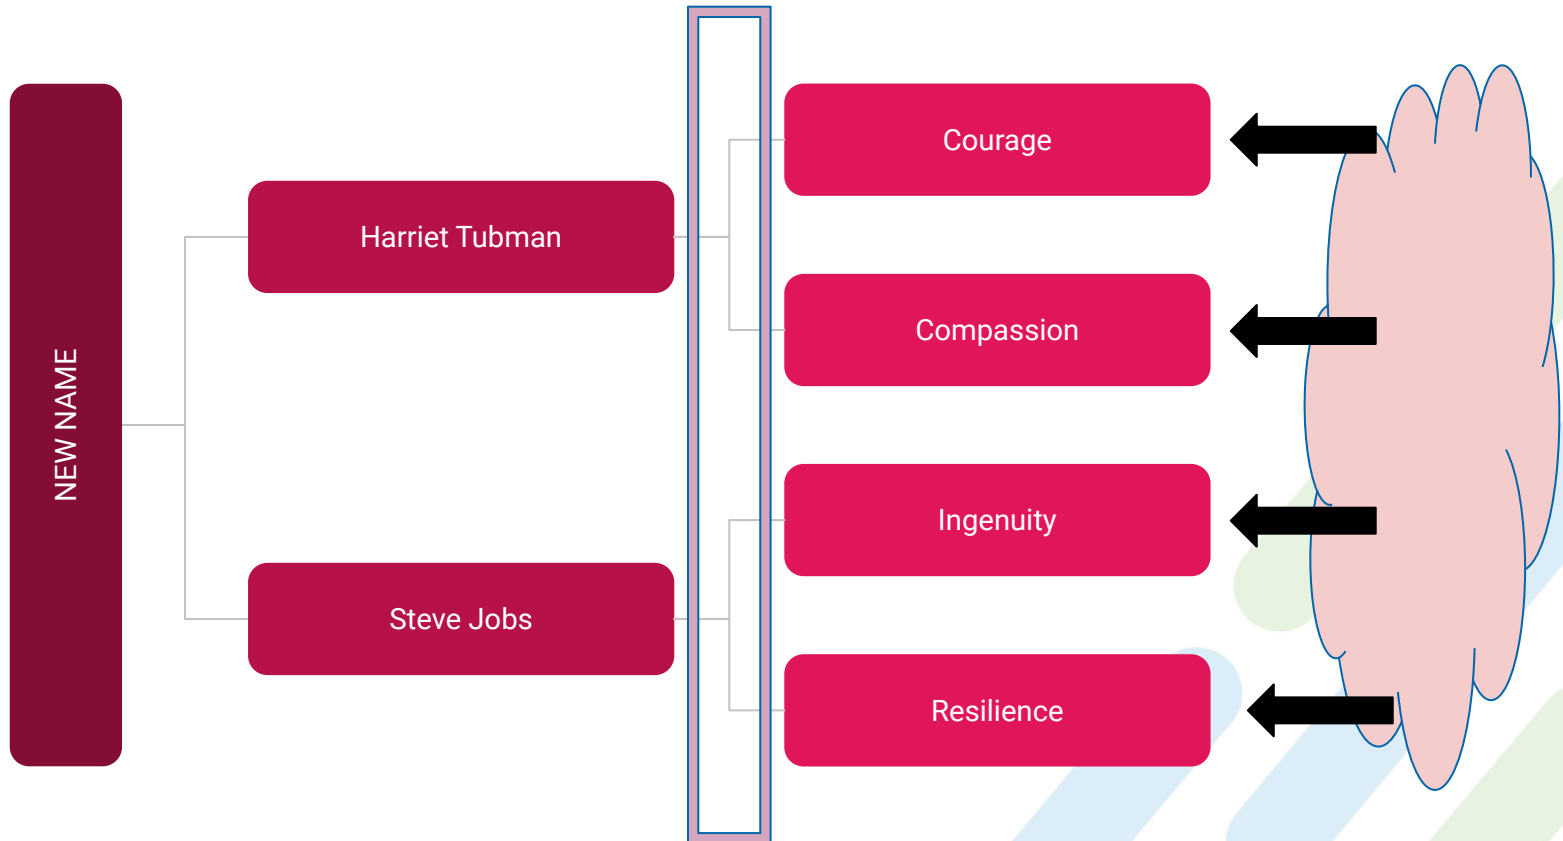 NEW NAME
Harriet Tubman
Steve Jobs
Courage
Compassion
Ingenuity
Resilience